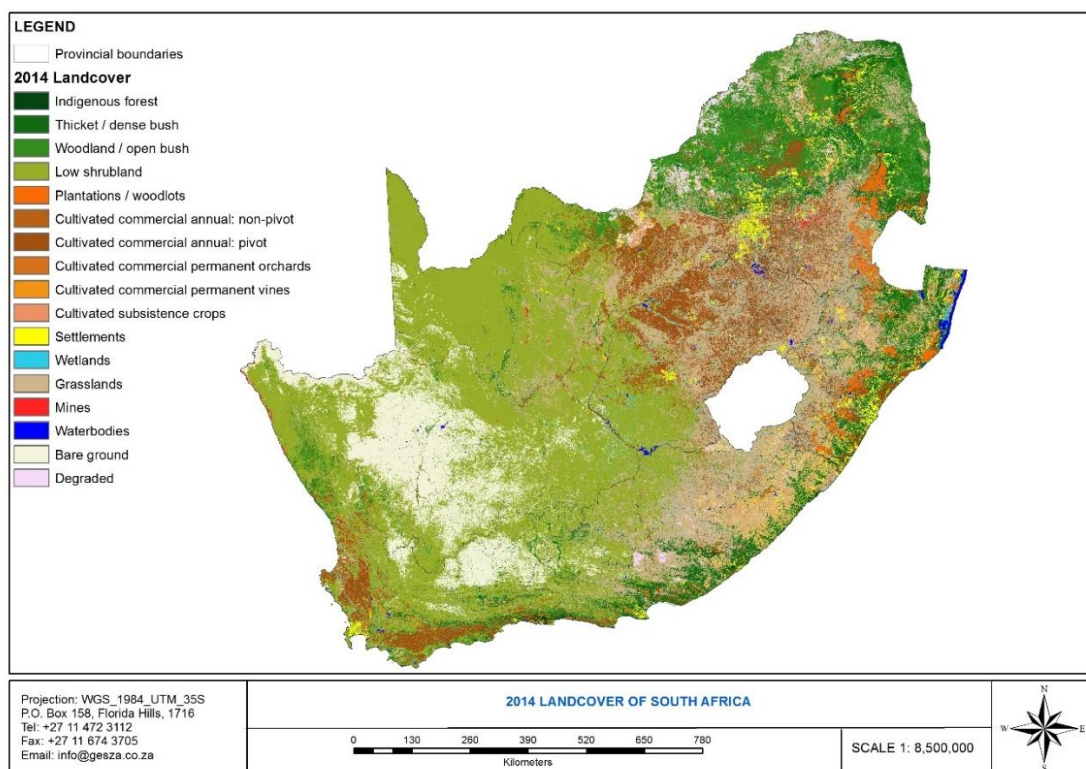 LEGEND
Provincial boundaries
2014 Landcover
Indigenous forest
Thicket / dense bush
Woodland / open bush
Low shrubland
Plantations / woodlots
Cultivated commercial annual: non-pivot
Cultivated commercial annual: pivot
Cultivated commercial permanent orchards
Cultivated commercial permanent vines
Cultivated subsistence crops
Settlements
Wetlands
Grasslands
Mines
Waterbodies
Bare ground
Degraded
Projection: WGS_1984_UTM_35S
P.O. Box 158, Florida Hills, 1716
Tel: +27 11 472 3112
Fax: +27 11 674 3705
Email: info@gesza.co.za
2014 LANDCOVER OF SOUTH AFRICA
0 130 260 390 520 650 780
Kilometers
SCALE 1: 8,500,000
N
W E
S